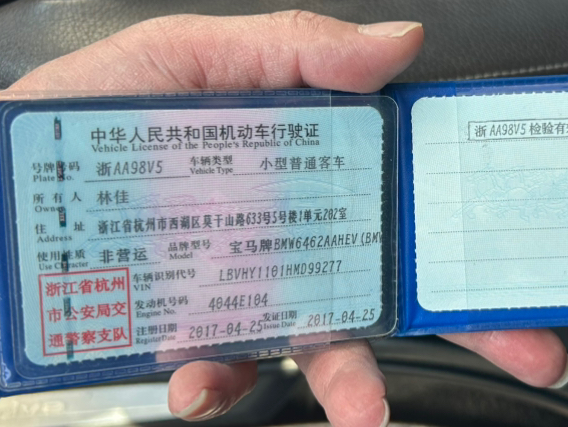 中华人民共和国机动车行驶证
Vehicle License of the People's Republic of China
号牌号码 Plate No. 浙AA98V5 车辆类型 Vehicle Type 小型普通客车
所有人 Owner 林佳
住址 Address 浙江省杭州市西湖区莫干山路633号5号楼1单元202室
使用性质 Use Character 非营运 品牌型号 Model 宝马牌BMW6462AAHEV(BMW
浙江省杭州市公安局交通警察支队
车辆识别代号 VIN LBVHY1101HMD99277
发动机号码 Engine No. 4044E104
注册日期 Register Date 2017-04-25 发证日期 Issue Date 2017-04-25
浙AA98V5 检验有效